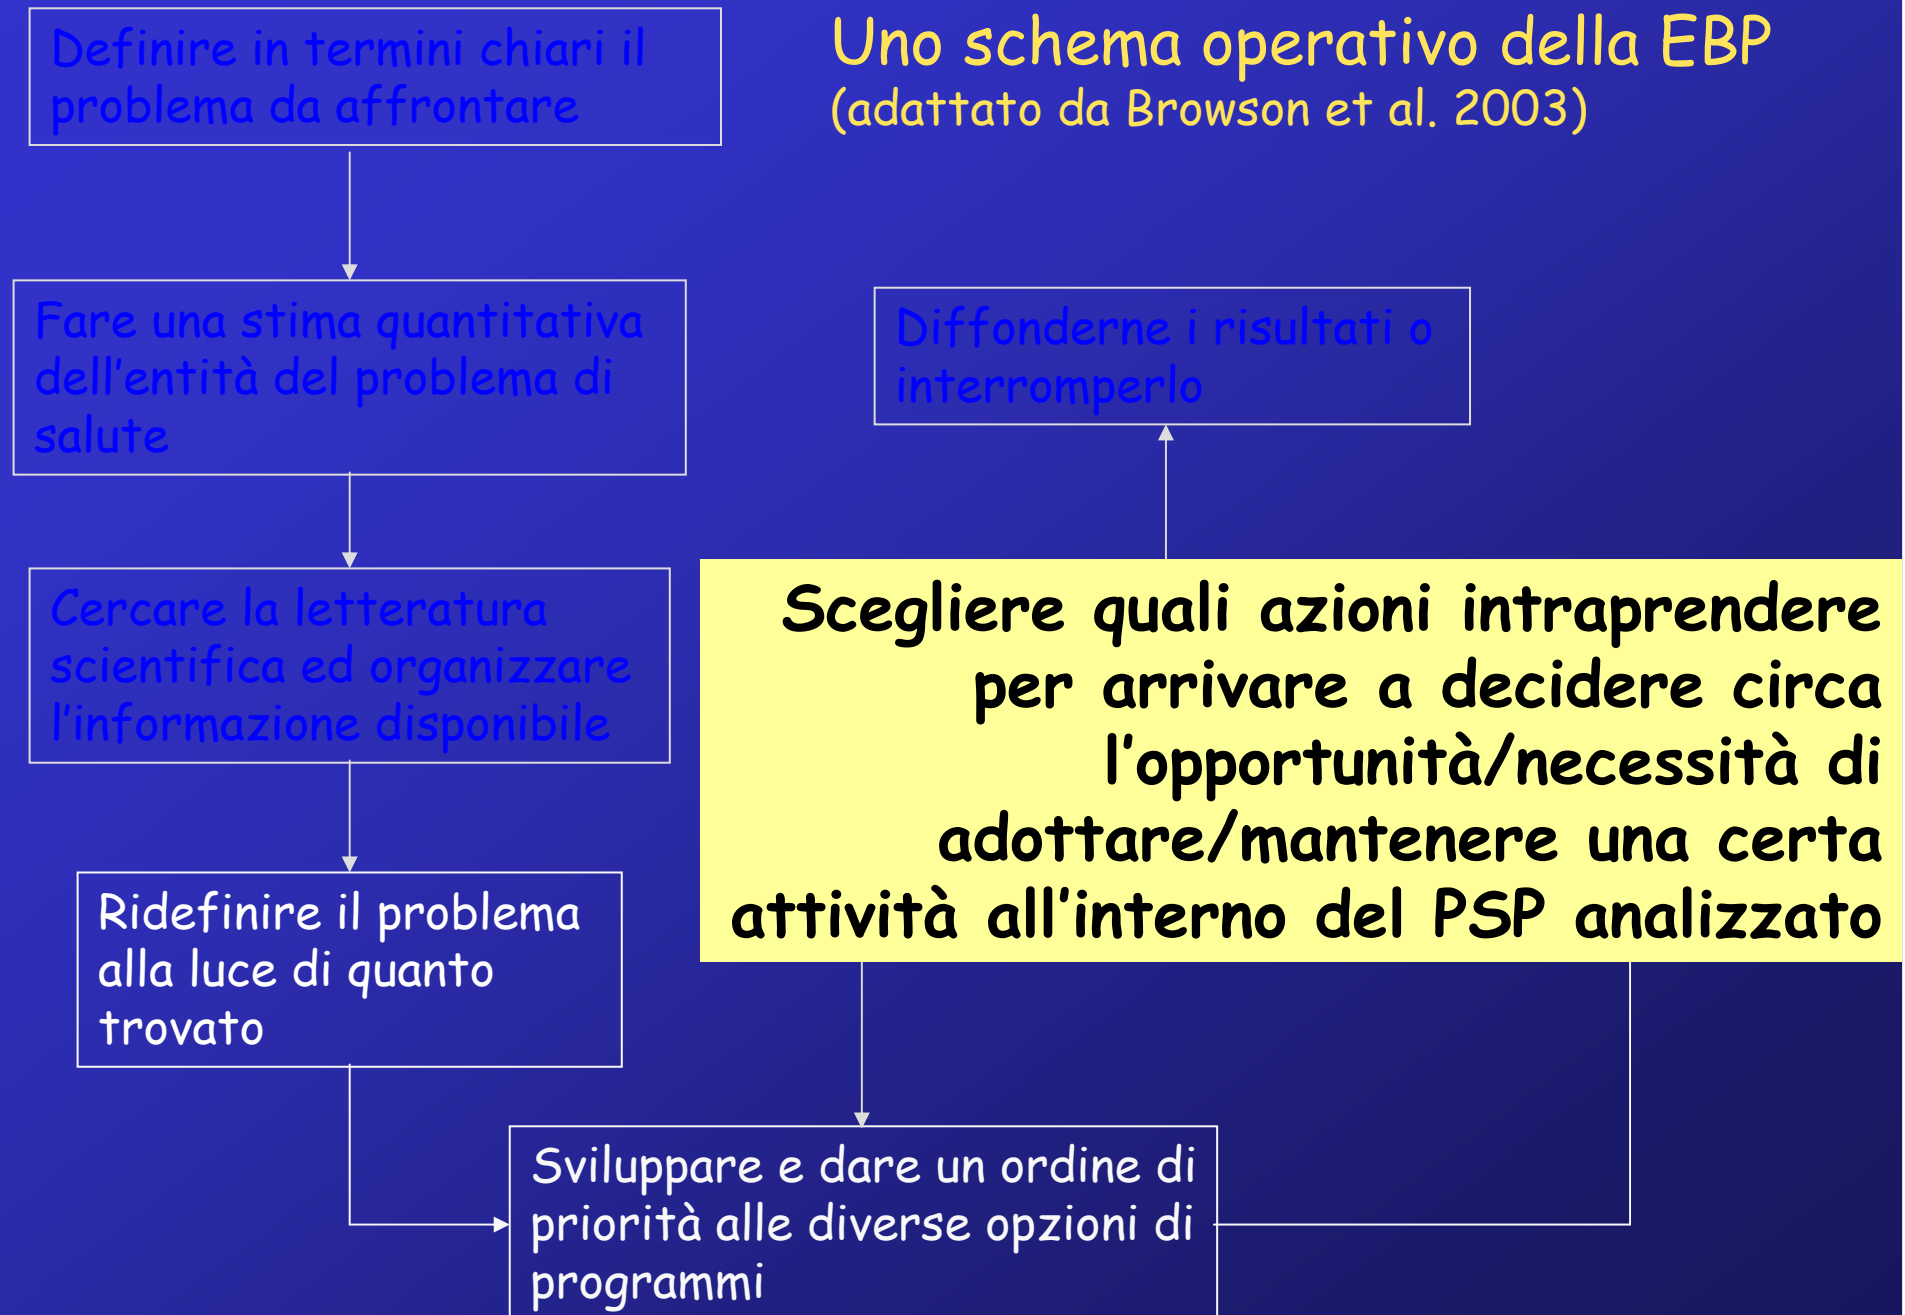 Uno schema operativo della EBP
(adattato da Browson et al. 2003)
Definire in termini chiari il
problema da affrontare
Fare una stima quantitativa
dell'entità del problema di
salute
Cercare la letteratura
scientifica ed organizzare
l'informazione disponibile
Ridefinire il problema
alla luce di quanto
trovato
Sviluppare e dare un ordine di
priorità alle diverse opzioni di
programmi
Scegliere quali azioni intraprendere
per arrivare a decidere circa
l'opportunità/necessità di
adottare/mantenere una certa
attività all'interno del PSP analizzato
Diffonderne i risultati o
interromperlo